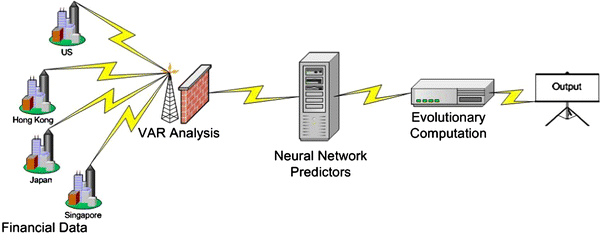 US
Hong Kong
Japan
Singapore
Financial Data
VAR Analysis
Neural Network
Predictors
Evolutionary
Computation
Output